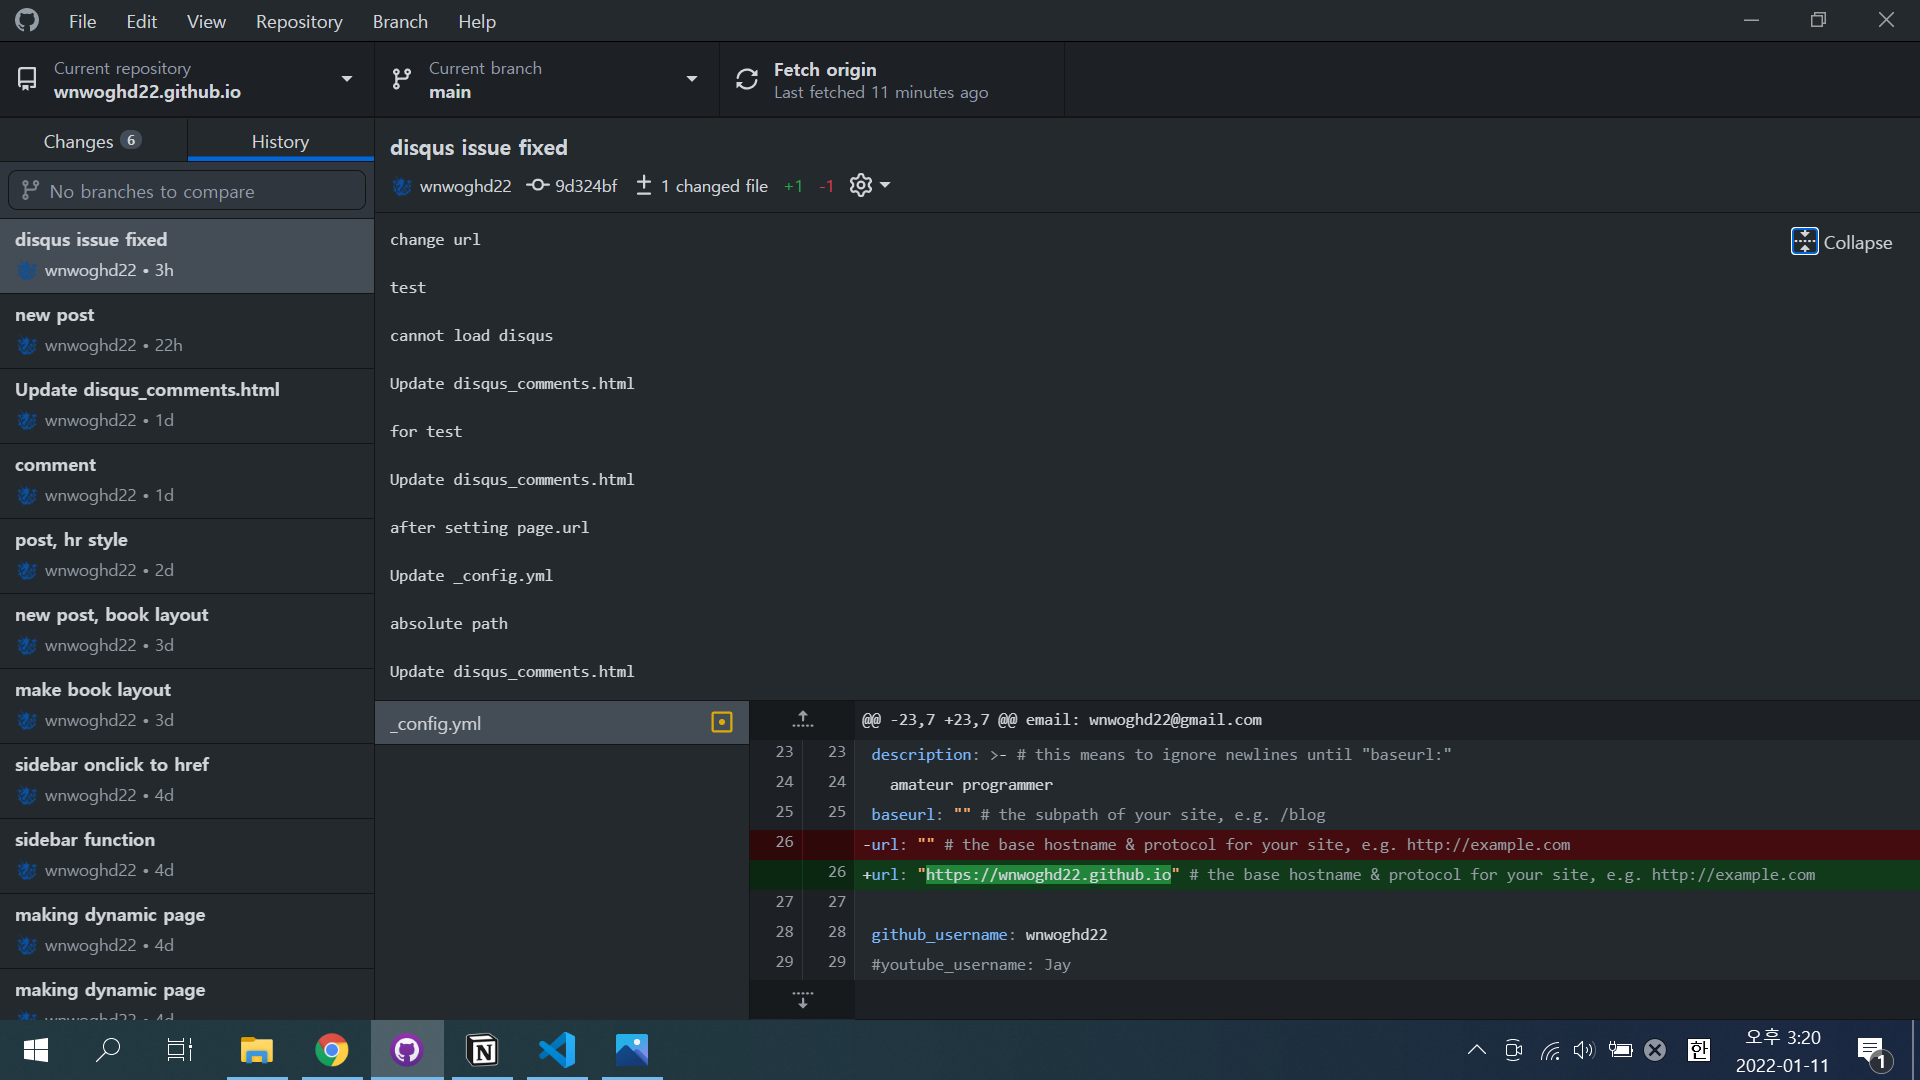 File Edit View Repository Branch Help
Current repository
wnwoghd22.github.io
Current branch
main
Fetch origin
Last fetched 11 minutes ago
Changes 6
History
No branches to compare
disqus issue fixed
wnwoghd22 • 3h
new post
wnwoghd22 • 22h
Update disqus_comments.html
wnwoghd22 • 1d
comment
wnwoghd22 • 1d
post, hr style
wnwoghd22 • 2d
new post, book layout
wnwoghd22 • 3d
make book layout
wnwoghd22 • 3d
sidebar onclick to href
wnwoghd22 • 4d
sidebar function
wnwoghd22 • 4d
making dynamic page
wnwoghd22 • 4d
making dynamic page
wnwoghd22 • 4d
disqus issue fixed
wnwoghd22 9d324bf 1 changed file +1 -1
change url
Collapse
test
cannot load disqus
Update disqus_comments.html
for test
Update disqus_comments.html
after setting page.url
Update _config.yml
absolute path
Update disqus_comments.html
_config.yml
@@ -23,7 +23,7 @@ email: wnwoghd22@gmail.com
23 23 description: >- # this means to ignore newlines until "baseurl:"
24 24 amateur programmer
25 25 baseurl: "" # the subpath of your site, e.g. /blog
26 -url: "" # the base hostname & protocol for your site, e.g. http://example.com
26 +url: "https://wnwoghd22.github.io" # the base hostname & protocol for your site, e.g. http://example.com
27 27
28 28 github_username: wnwoghd22
29 29 #youtube_username: Jay
N
한
오후 3:20
2022-01-11
1